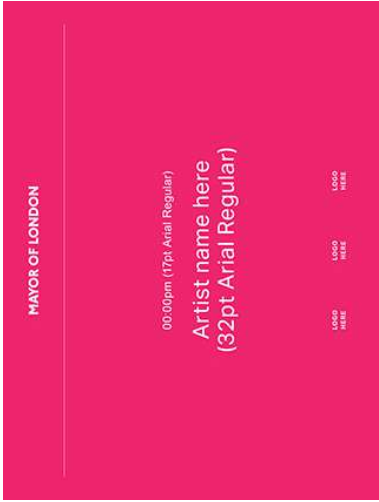 MAYOR OF LONDON
00:00pm (17pt Arial Regular)
Artist name here
(32pt Arial Regular)
LOGO
HERE
LOGO
HERE
LOGO
HERE